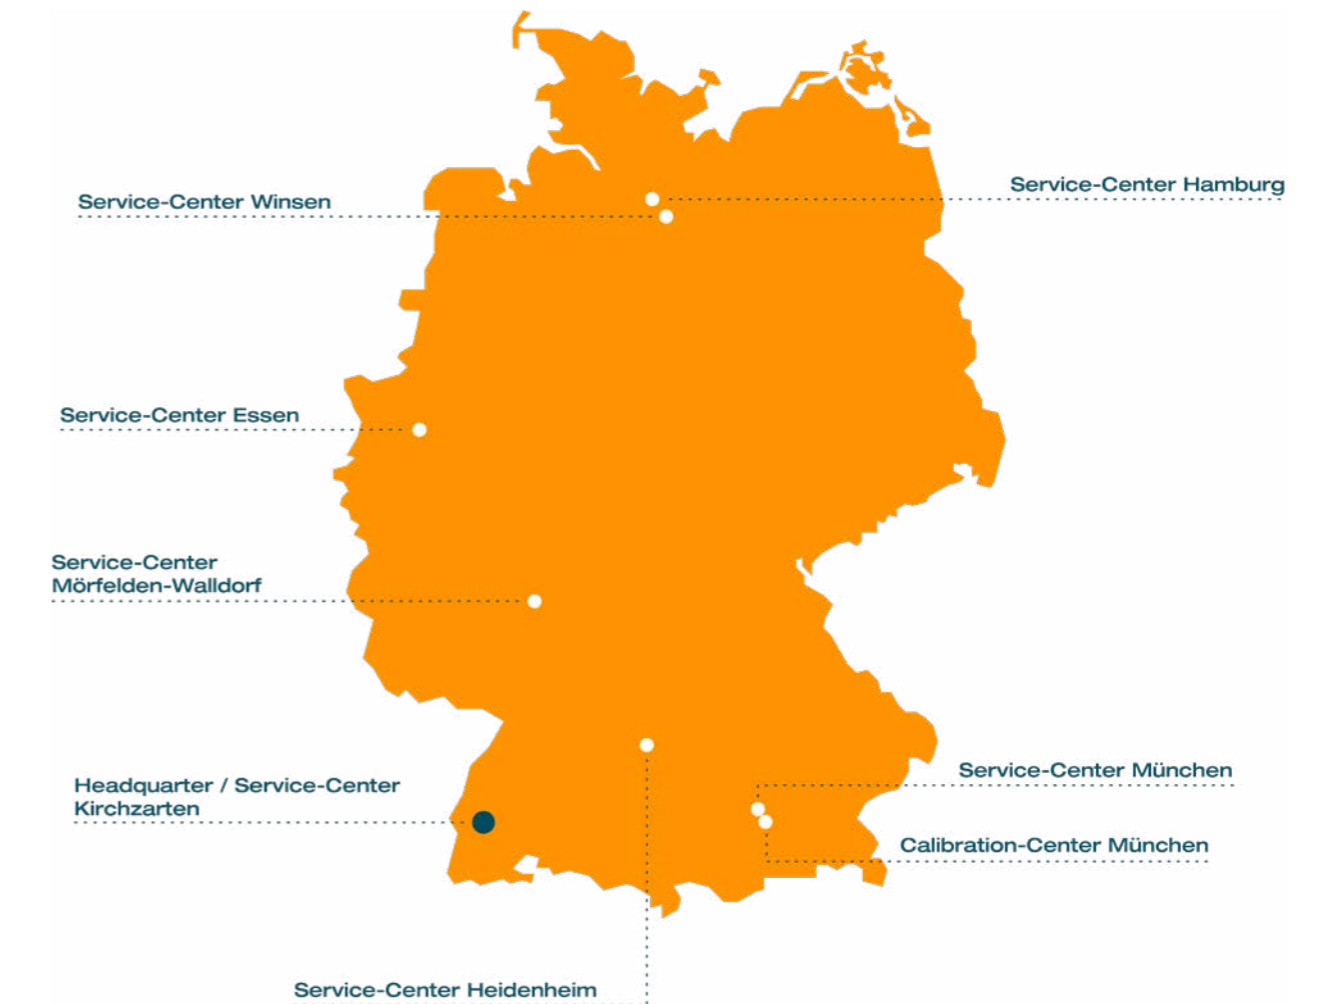 Service-Center Hamburg
Service-Center Winsen
Service-Center Essen
Service-Center
Mörfelden-Walldorf
Headquarter / Service-Center
Kirchzarten
Service-Center München
Calibration-Center München
Service-Center Heidenheim